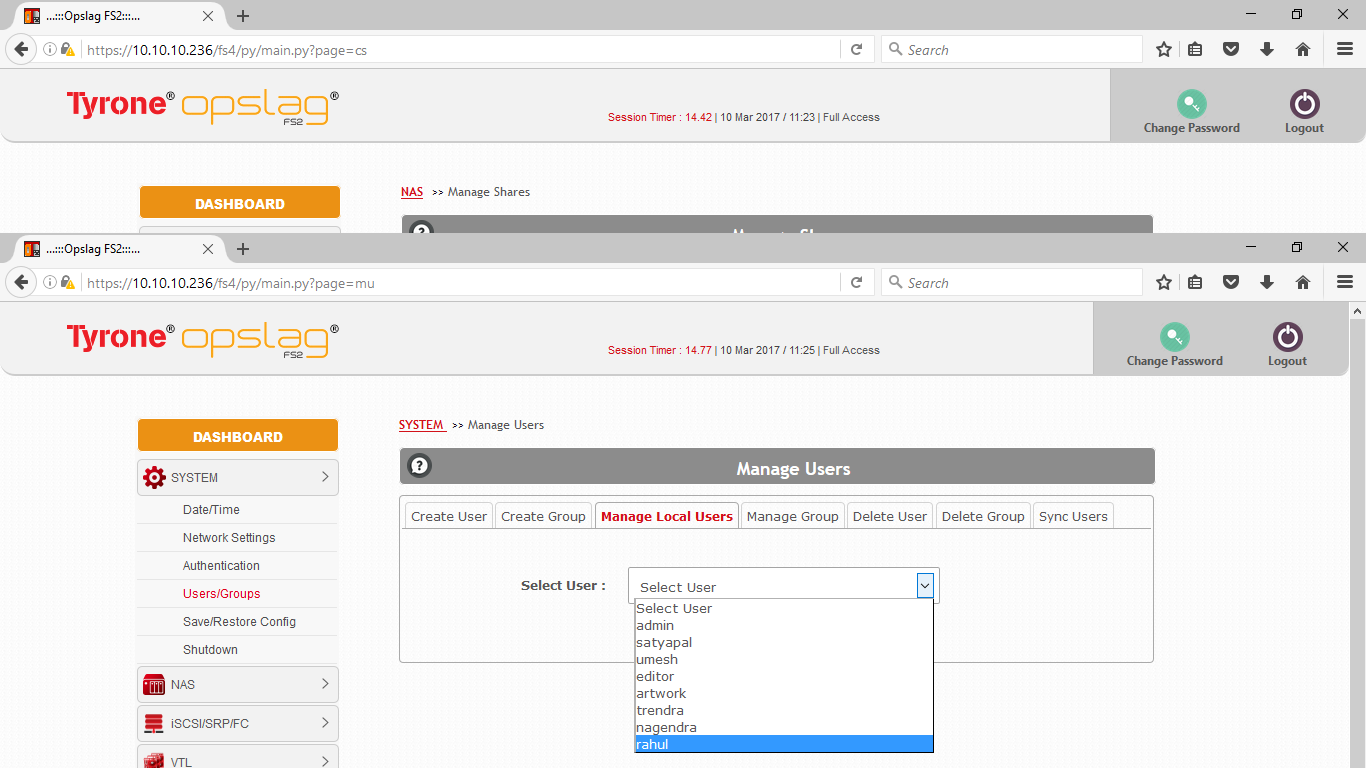 ...:::Opslag FS2:::...
https://10.10.10.236/fs4/py/main.py?page=cs
Search
Tyrone® opslag® FS2
Session Timer : 14.42 | 10 Mar 2017 / 11:23 | Full Access
Change Password
Logout
NAS >> Manage Shares
DASHBOARD
...:::Opslag FS2:::...
https://10.10.10.236/fs4/py/main.py?page=mu
Search
Tyrone® opslag® FS2
Session Timer : 14.77 | 10 Mar 2017 / 11:25 | Full Access
Change Password
Logout
SYSTEM >> Manage Users
DASHBOARD
? Manage Users
SYSTEM
Date/Time
Network Settings
Authentication
Users/Groups
Save/Restore Config
Shutdown
NAS
iSCSI/SRP/FC
VTL
Create User
Create Group
Manage Local Users
Manage Group
Delete User
Delete Group
Sync Users
Select User :
Select User
Select User
admin
satyapal
umesh
editor
artwork
trendra
nagendra
rahul